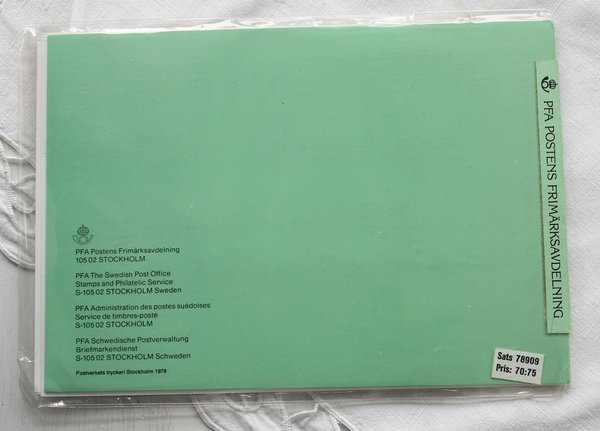 PFA Postens Frimärksavdelning
105 02 STOCKHOLM
PFA The Swedish Post Office
Stamps and Philatelic Service
S-105 02 STOCKHOLM Sweden
PFA Administration des postes suédoises
Service de timbres-poste
S-105 02 STOCKHOLM
PFA Schwedische Postverwaltung
Briefmarkendienst
S-105 02 STOCKHOLM Schweden
Postverkets tryckeri Stockholm 1978
PFA POSTENS FRIMÄRKSAVDELNING
Sats 78909
Pris: 70:75